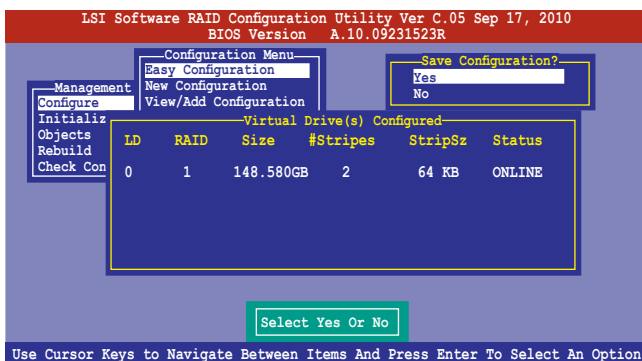 LSI Software RAID Configuration Utility Ver C.05 Sep 17, 2010
BIOS Version A.10.09231523R
Configuration Menu
Easy Configuration
New Configuration
View/Add Configuration
Save Configuration?
Yes
No
Management
Configure
Initializ
Objects
Rebuild
Check Con
Virtual Drive(s) Configured
LD RAID Size #Stripes StripSz Status
0 1 148.580GB 2 64 KB ONLINE
Select Yes Or No
Use Cursor Keys to Navigate Between Items And Press Enter To Select An Option